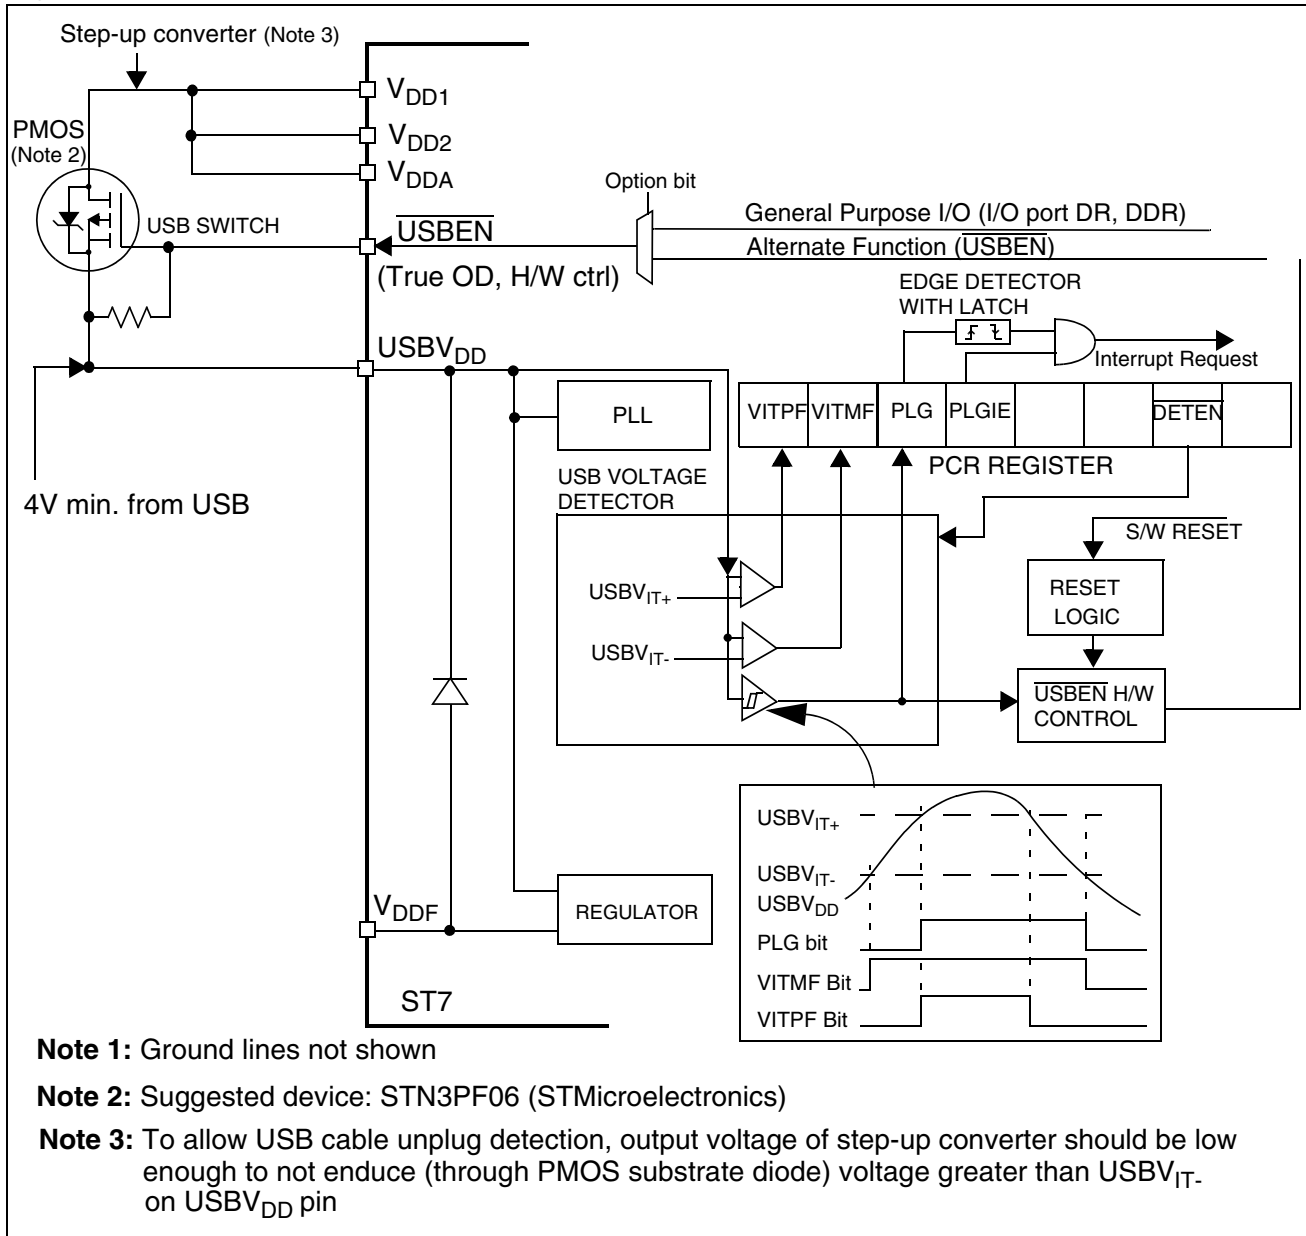 Step-up converter (Note 3)
VDD1
PMOS
(Note 2)
VDD2
VDDA
Option bit
USB SWITCH
USBEN
General Purpose I/O (I/O port DR, DDR)
Alternate Function (USBEN)
(True OD, H/W ctrl)
EDGE DETECTOR
WITH LATCH
USBVDD
Interrupt Request
PLL
VITPF VITMF PLG PLGIE DETEN
PCR REGISTER
4V min. from USB
USB VOLTAGE
DETECTOR
S/W RESET
USBVIT+
RESET
LOGIC
USBVIT-
USBEN H/W
CONTROL
USBVIT+
USBVIT-
USBVDD
PLG bit
VITMF Bit
VITPF Bit
VDDF
REGULATOR
ST7
Note 1: Ground lines not shown
Note 2: Suggested device: STN3PF06 (STMicroelectronics)
Note 3: To allow USB cable unplug detection, output voltage of step-up converter should be low
enough to not enduce (through PMOS substrate diode) voltage greater than USBVIT-
on USBVDD pin